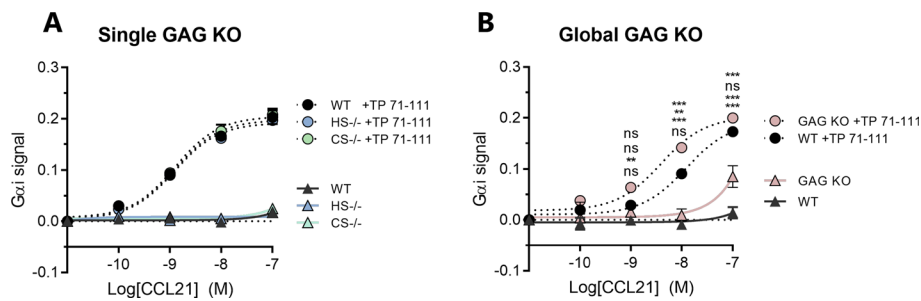 A
Single GAG KO
Gαi signal
0.3
0.2
0.1
0.0
-0.1
-10
-9
-8
-7
Log[CCL21] (M)
WT +TP 71-111
HS-/- +TP 71-111
CS-/- +TP 71-111
WT
HS-/-
CS-/-
B
Global GAG KO
Gαi signal
0.3
0.2
0.1
0.0
-0.1
ns
ns
**
ns
***
**
***
ns
***
ns
***
***
-10
-9
-8
-7
Log[CCL21] (M)
GAG KO +TP 71-111
WT +TP 71-111
GAG KO
WT